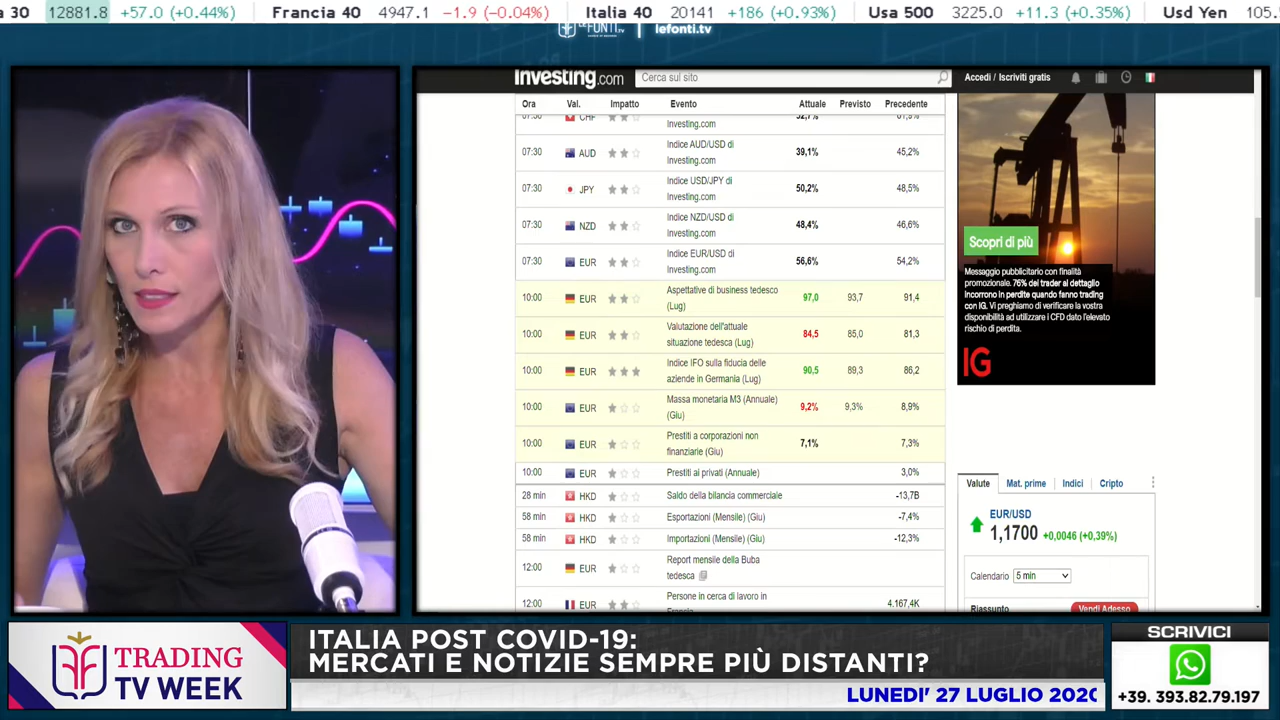 a 30 12881.8 +57.0 (+0.44%) Francia 40 4947.1 -1.9 (-0.04%) Italia 40 20141 +186 (+0.93%) Usa 500 3225.0 +11.3 (+0.35%) Usd Yen 105.
LE FONTI.TV lefonti.tv
Investing.com Cerca sul sito Accedi / Iscriviti gratis
Ora Val. Impatto Evento Attuale Previsto Precedente
07:30 CHF Investing.com 52,7% 61,9%
07:30 AUD Indice AUD/USD di Investing.com 39,1% 45,2%
07:30 JPY Indice USD/JPY di Investing.com 50,2% 48,5%
07:30 NZD Indice NZD/USD di Investing.com 48,4% 46,6%
07:30 EUR Indice EUR/USD di Investing.com 56,6% 54,2%
10:00 EUR Aspettative di business tedesco (Lug) 97,0 93,7 91,4
10:00 EUR Valutazione dell'attuale situazione tedesca (Lug) 84,5 85,0 81,3
10:00 EUR Indice IFO sulla fiducia delle aziende in Germania (Lug) 90,5 89,3 86,2
10:00 EUR Massa monetaria M3 (Annuale) (Giu) 9,2% 9,3% 8,9%
10:00 EUR Prestiti a corporazioni non finanziarie (Giu) 7,1% 7,3%
10:00 EUR Prestiti ai privati (Annuale) 3,0%
28 min HKD Saldo della bilancia commerciale -13,7B
58 min HKD Esportazioni (Mensile) (Giu) -7,4%
58 min HKD Importazioni (Mensile) (Giu) -12,3%
12:00 EUR Report mensile della Buba tedesca
12:00 EUR Persone in cerca di lavoro in Francia 4.167,4K
Scopri di più
Messaggio pubblicitario con finalità
promozionale. 76% dei trader al dettaglio
incorrono in perdite quando fanno trading
con IG. Vi preghiamo di verificare la vostra
disponibilità ad utilizzare i CFD dato l'elevato
rischio di perdita.
IG
Valute Mat. prime Indici Cripto
EUR/USD
1,1700 +0,0046 (+0,39%)
Calendario 5 min
Riassunto Vendi Adesso
TRADING
TV WEEK
ITALIA POST COVID-19:
MERCATI E NOTIZIE SEMPRE PIÙ DISTANTI?
LUNEDI' 27 LUGLIO 2020
SCRIVICI
+39. 393.82.79.197